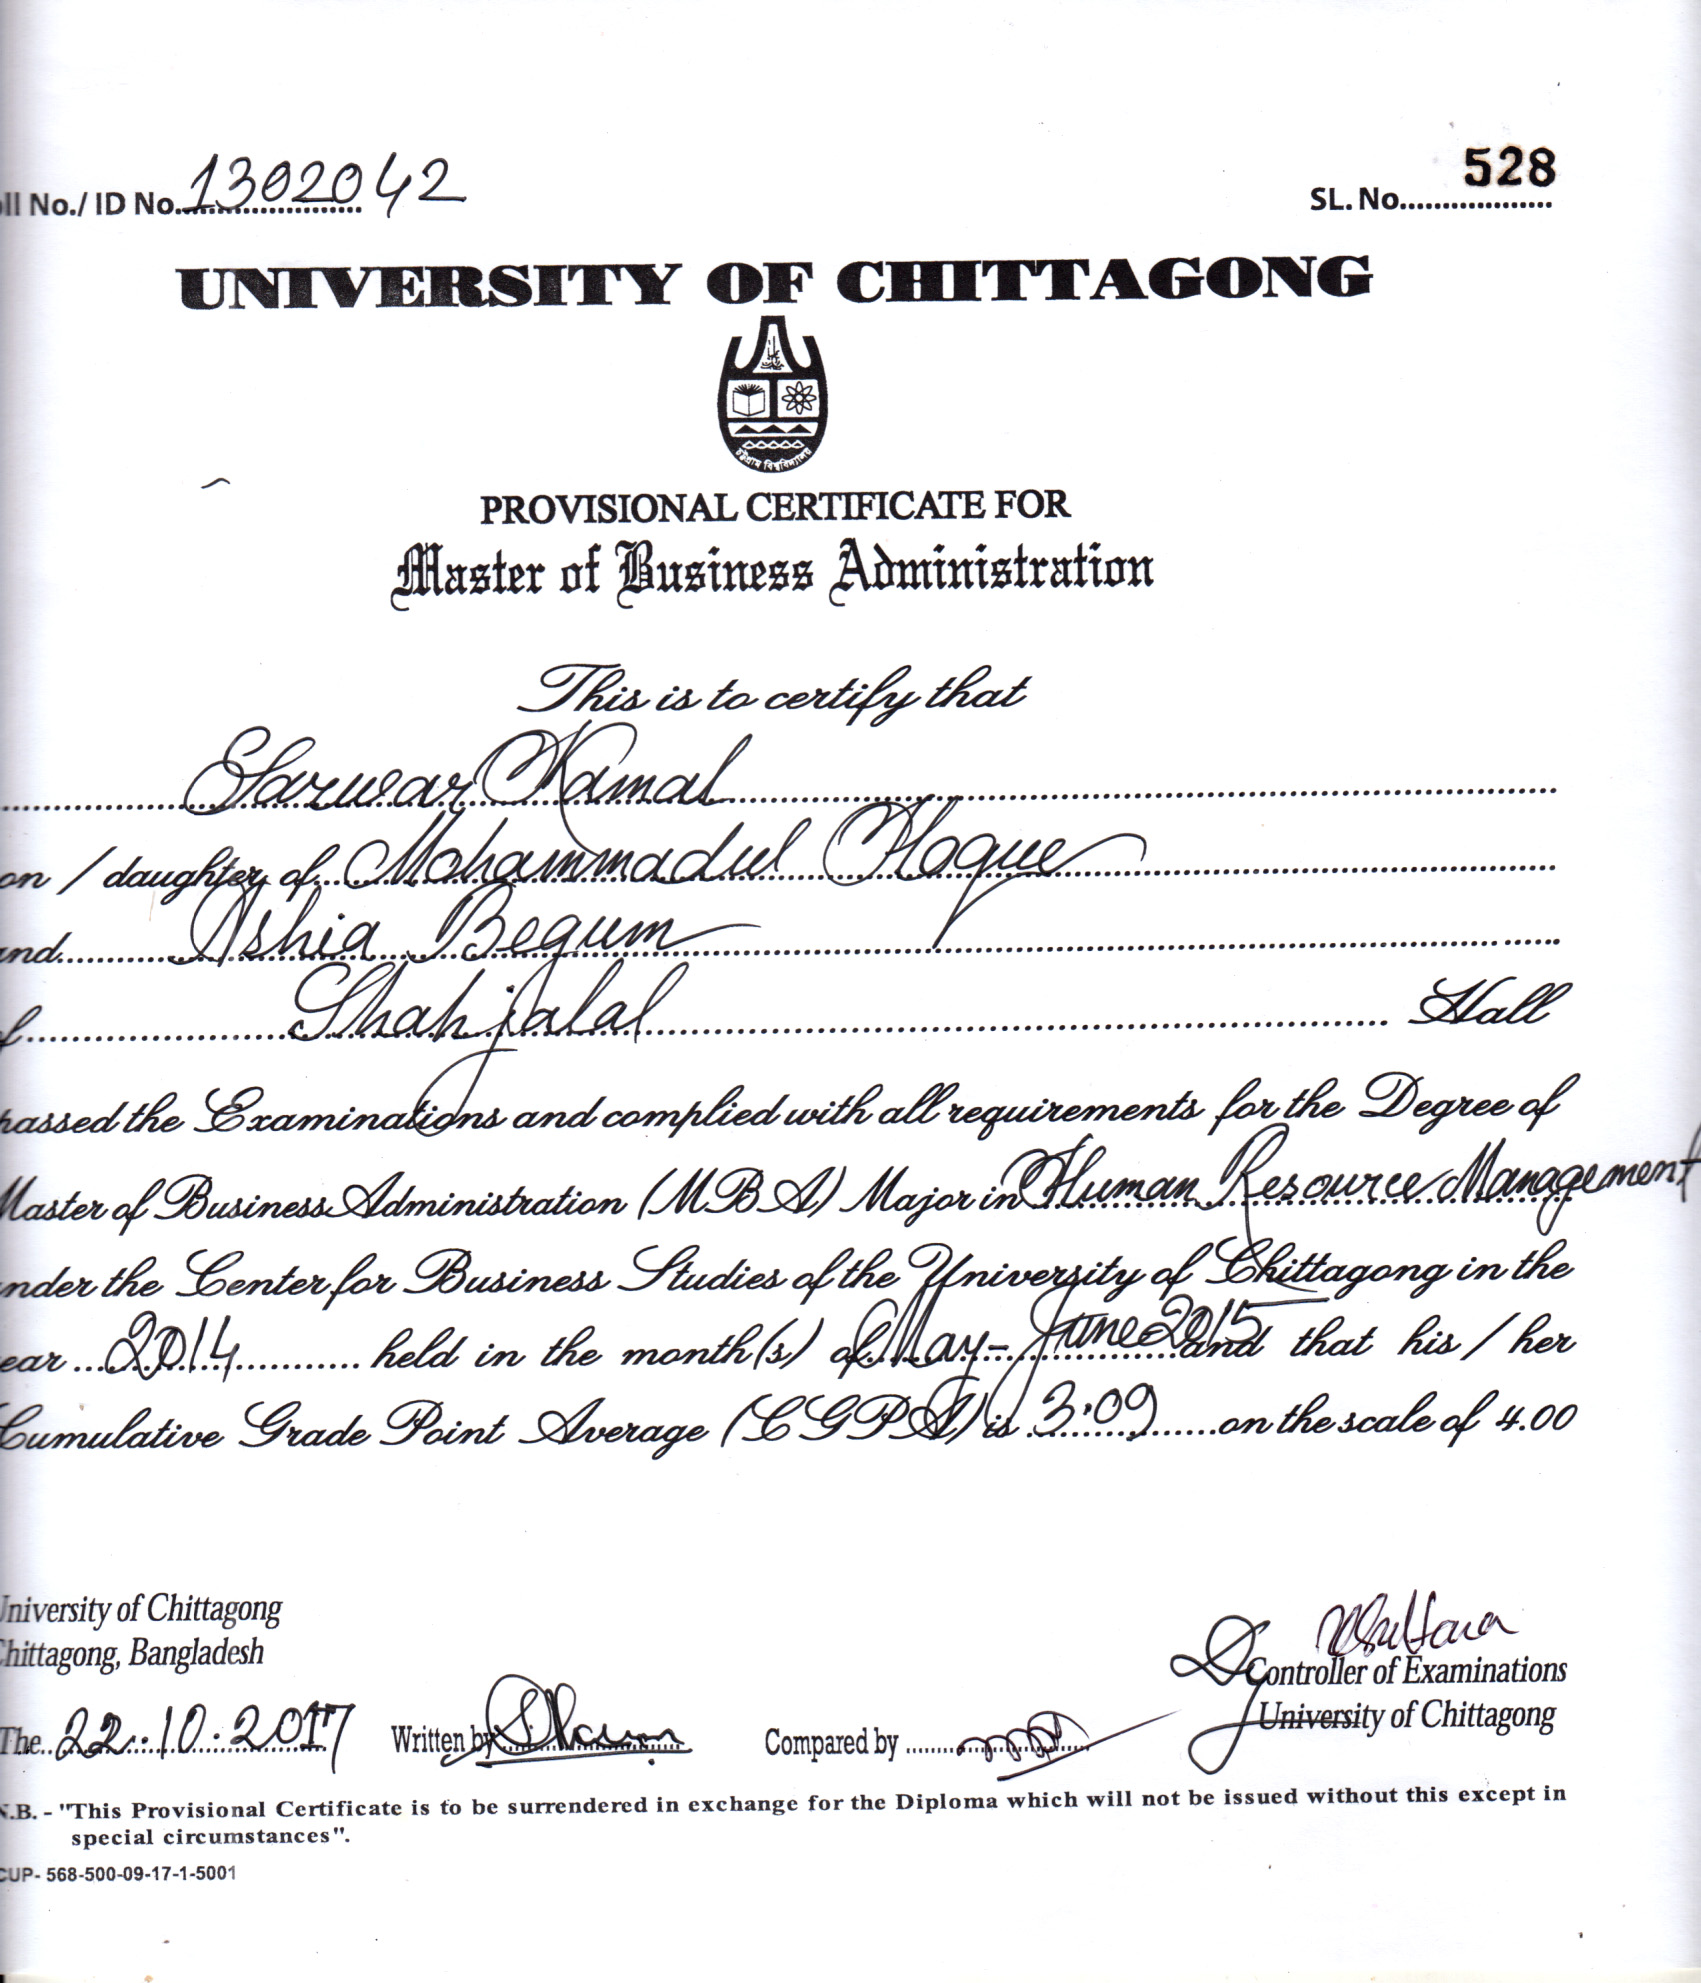 ll No./ ID No. 1302042
SL. No. 528
UNIVERSITY OF CHITTAGONG
PROVISIONAL CERTIFICATE FOR
Master of Business Administration
This is to certify that
Sarwar Kamal
on / daughter of Mohammadul Hoque
and Ashia Begum
of Shahjalal Hall
passed the Examinations and complied with all requirements for the Degree of
Master of Business Administration (MBA) Major in Human Resource Management
under the Center for Business Studies of the University of Chittagong in the
ear 2014 held in the month(s) of May-June 2015 and that his / her
Cumulative Grade Point Average (CGPA) is 3.09 on the scale of 4.00
University of Chittagong
Chittagong, Bangladesh
Controller of Examinations
University of Chittagong
The 22.10.2017 Written by Compared by
N.B. - "This Provisional Certificate is to be surrendered in exchange for the Diploma which will not be issued without this except in
special circumstances".
CUP- 568-500-09-17-1-5001